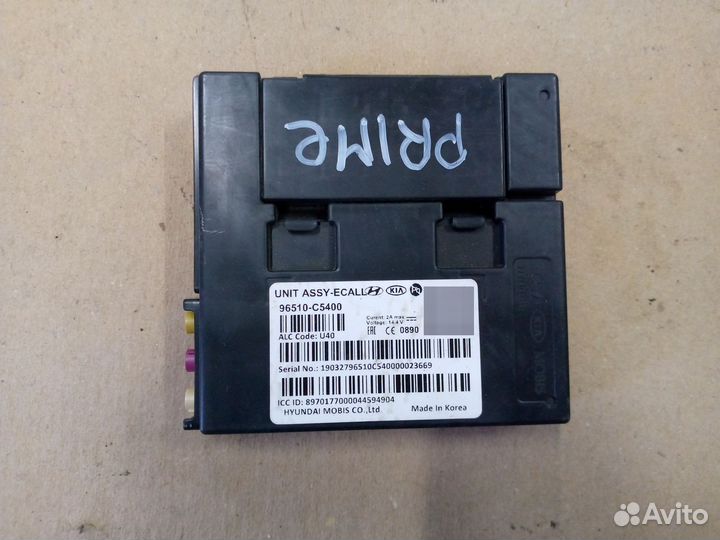 PRIME
UNIT ASSY-ECALL
KIA
96510-C5400
Current: 2A max
Voltage: 14.4 V
ALC Code: U40
EAC CE 0890
Serial No.: 19032796510C540000023669
ICC ID: 8970177000044594904
HYUNDAI MOBIS CO.,Ltd
Made in Korea
MOBIS
Avito